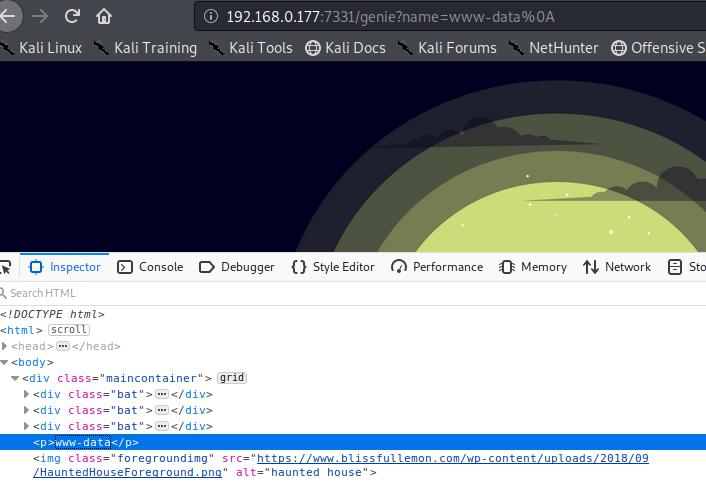 192.168.0.177:7331/genie?name=www-data%0A
Kali Linux Kali Training Kali Tools Kali Docs Kali Forums NetHunter Offensive S
Inspector Console Debugger {} Style Editor Performance Memory Network Sto
Search HTML
<!DOCTYPE html>
<html> scroll
<head> ... </head>
<body>
<div class="maincontainer"> grid
<div class="bat"> ... </div>
<div class="bat"> ... </div>
<div class="bat"> ... </div>
<p>www-data</p>
<img class="foregroundimg" src="https://www.blissfullemon.com/wp-content/uploads/2018/09
/HauntedHouseForeground.png" alt="haunted house">